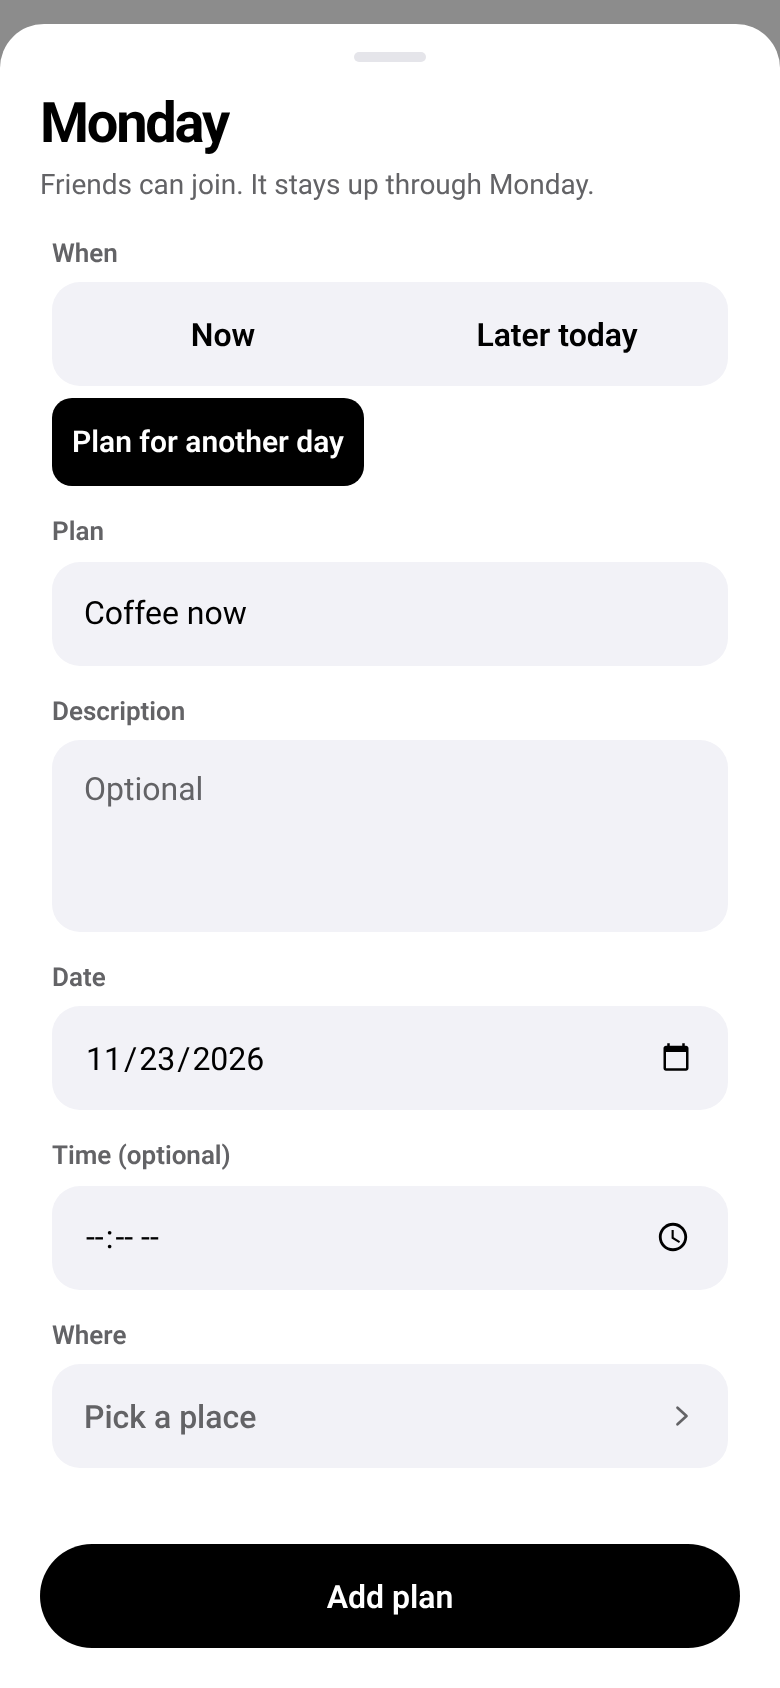 Monday
Friends can join. It stays up through Monday.
When
Now
Later today
Plan for another day
Plan
Coffee now
Description
Optional
Date
11/23/2026
Time (optional)
--:-- --
Where
Pick a place
Add plan